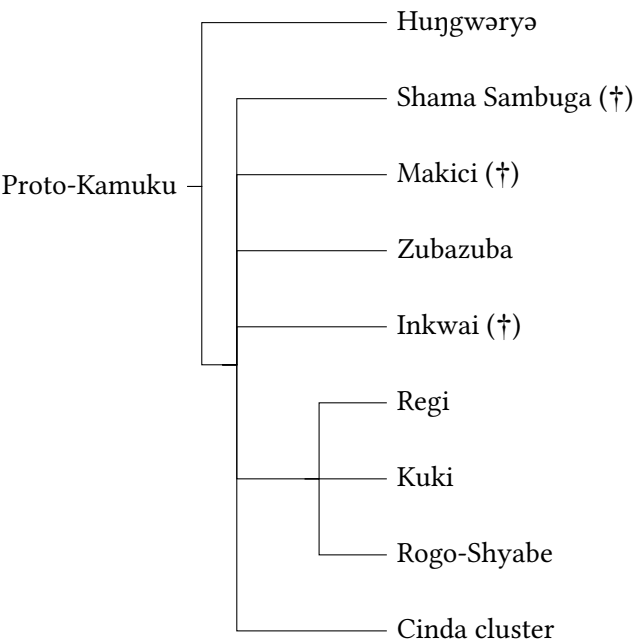 Huŋgwəryə
Shama Sambuga (†)
Makici (†)
Proto-Kamuku
Zubazuba
Inkwai (†)
Regi
Kuki
Rogo-Shyabe
Cinda cluster